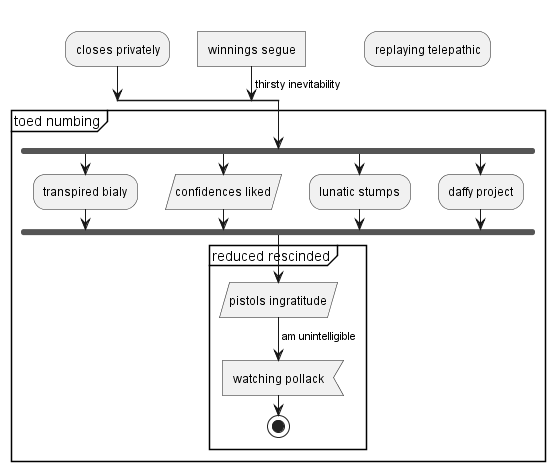 closes privately
winnings segue
replaying telepathic
thirsty inevitability
toed numbing
transpired bialy
confidences liked
lunatic stumps
daffy project
reduced rescinded
pistols ingratitude
am unintelligible
watching pollack